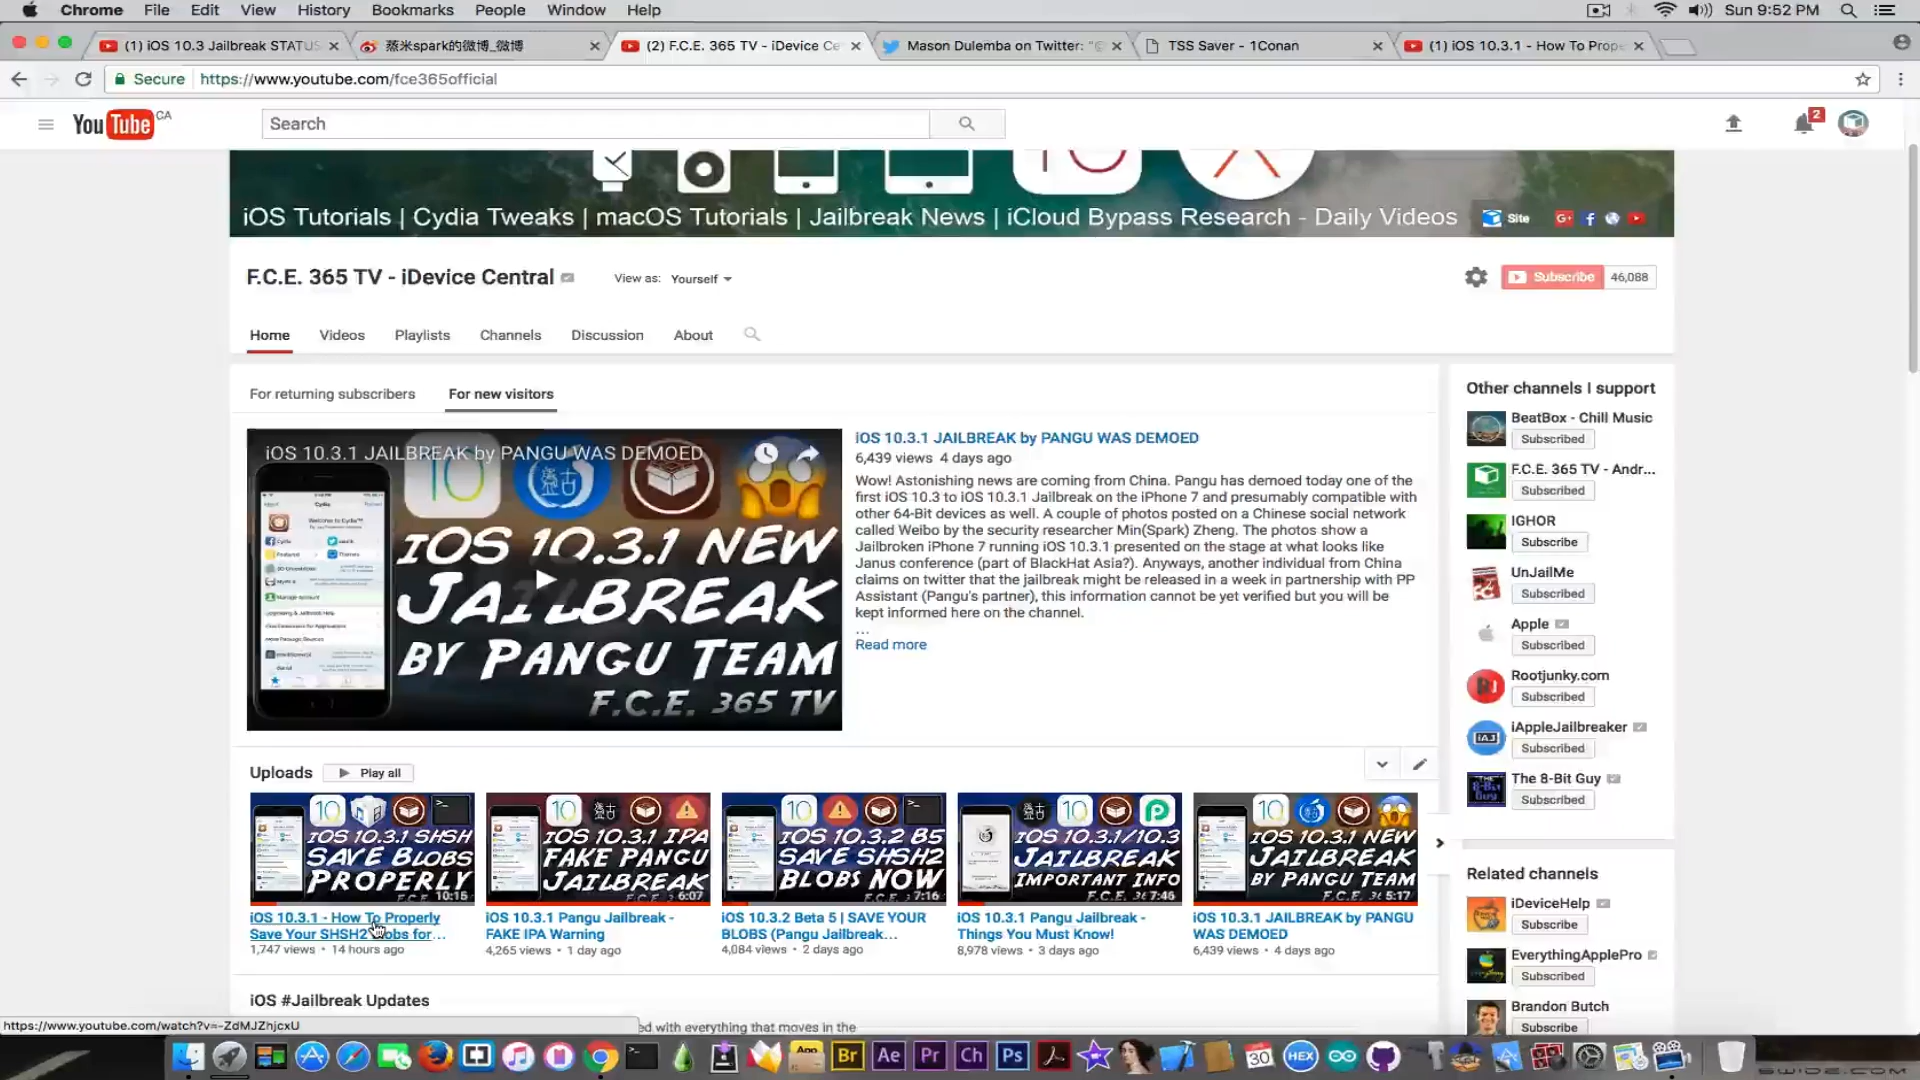 Chrome File Edit View History Bookmarks People Window Help Sun 9:52 PM
(1) iOS 10.3 Jailbreak STATUS 蒸米spark的微博_微博 (2) F.C.E. 365 TV - iDevice Ce Mason Dulemba on Twitter: "@ TSS Saver - 1Conan (1) iOS 10.3.1 - How To Prope
Secure https://www.youtube.com/fce365official
YouTube CA Search 2
iOS Tutorials | Cydia Tweaks | macOS Tutorials | Jailbreak News | iCloud Bypass Research - Daily Videos Site
F.C.E. 365 TV - iDevice Central View as: Yourself Subscribe 46,088
Home Videos Playlists Channels Discussion About
For returning subscribers For new visitors
iOS 10.3.1 JAILBREAK by PANGU WAS DEMOED
iOS 10.3.1 NEW
JAILBREAK
BY PANGU TEAM
F.C.E. 365 TV
iOS 10.3.1 JAILBREAK by PANGU WAS DEMOED
6,439 views 4 days ago
Wow! Astonishing news are coming from China. Pangu has demoed today one of the
first iOS 10.3 to iOS 10.3.1 Jailbreak on the iPhone 7 and presumably compatible with
other 64-Bit devices as well. A couple of photos posted on a Chinese social network
called Weibo by the security researcher Min(Spark) Zheng. The photos show a
Jailbroken iPhone 7 running iOS 10.3.1 presented on the stage at what looks like
Janus conference (part of BlackHat Asia?). Anyways, another individual from China
claims on twitter that the jailbreak might be released in a week in partnership with PP
Assistant (Pangu's partner), this information cannot be yet verified but you will be
kept informed here on the channel.
...
Read more
Other channels I support
BeatBox - Chill Music
Subscribed
F.C.E. 365 TV - Andr...
Subscribed
IGHOR
Subscribe
UnJailMe
Subscribed
Apple
Subscribed
Rootjunky.com
Subscribed
iAppleJailbreaker
Subscribed
The 8-Bit Guy
Subscribed
Uploads Play all
iOS 10.3.1 SHSH
SAVE BLOBS
PROPERLY
10:15
iOS 10.3.1 - How To Properly
Save Your SHSH2 Blobs for...
1,747 views • 14 hours ago
iOS 10.3.1 IPA
FAKE PANGU
JAILBREAK
6:07
iOS 10.3.1 Pangu Jailbreak -
FAKE IPA Warning
4,265 views • 1 day ago
iOS 10.3.2 B5
SAVE SHSH2
BLOBS NOW
7:16
iOS 10.3.2 Beta 5 | SAVE YOUR
BLOBS (Pangu Jailbreak...
4,084 views • 2 days ago
iOS 10.3.1/10.3
JAILBREAK
IMPORTANT INFO
7:46
iOS 10.3.1 Pangu Jailbreak -
Things You Must Know!
8,978 views • 3 days ago
iOS 10.3.1 NEW
JAILBREAK
BY PANGU TEAM
5:17
iOS 10.3.1 JAILBREAK by PANGU
WAS DEMOED
6,439 views • 4 days ago
Related channels
iDeviceHelp
Subscribe
EverythingApplePro
Subscribed
Brandon Butch
Subscribe
iOS #Jailbreak Updates
ed with everything that moves in the
https://www.youtube.com/watch?v=-ZdMJZhjcxU
Br Ae Pr Ch Ps 30 HEX